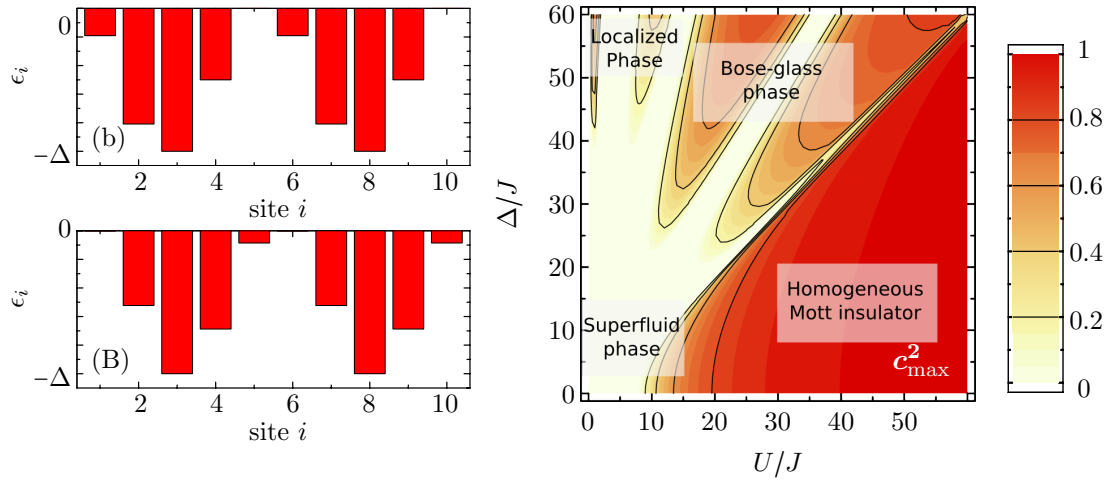 0
ϵᵢ
(b)
−Δ
2 4 6 8 10
site i
0
ϵᵢ
(B)
−Δ
2 4 6 8 10
site i
60
50
40
30
20
10
0
Δ/J
Localized
Phase
Bose-glass
phase
Superfluid
phase
Homogeneous
Mott insulator
c²max
0 10 20 30 40 50
U/J
1
0.8
0.6
0.4
0.2
0